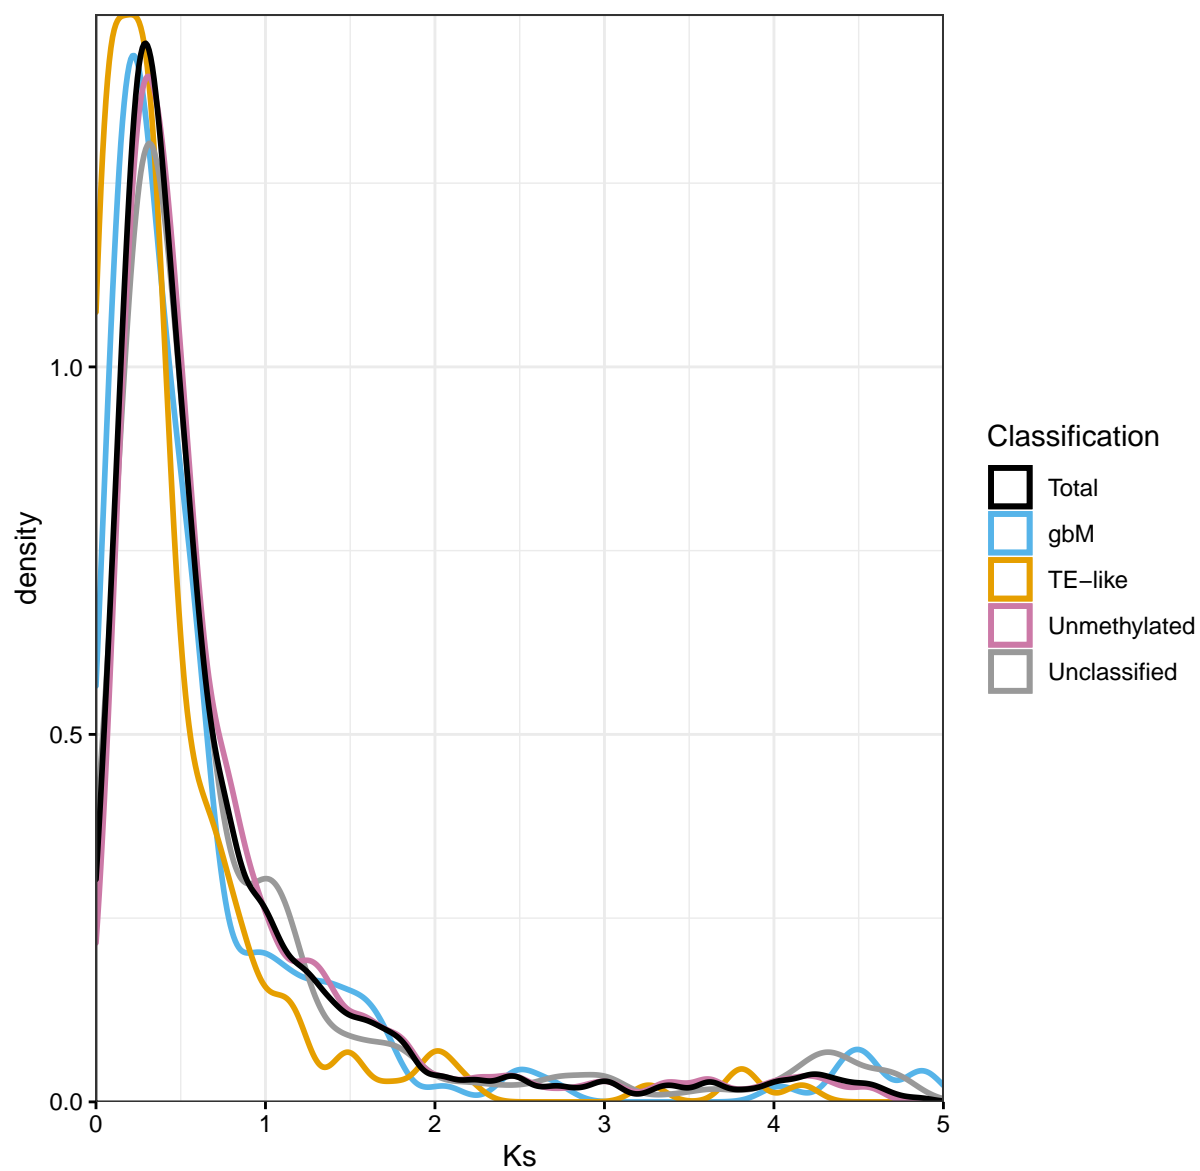 density
1.0
0.5
0.0
0
1
2
3
4
5
Ks
Classification
Total
gbM
TE−like
Unmethylated
Unclassified